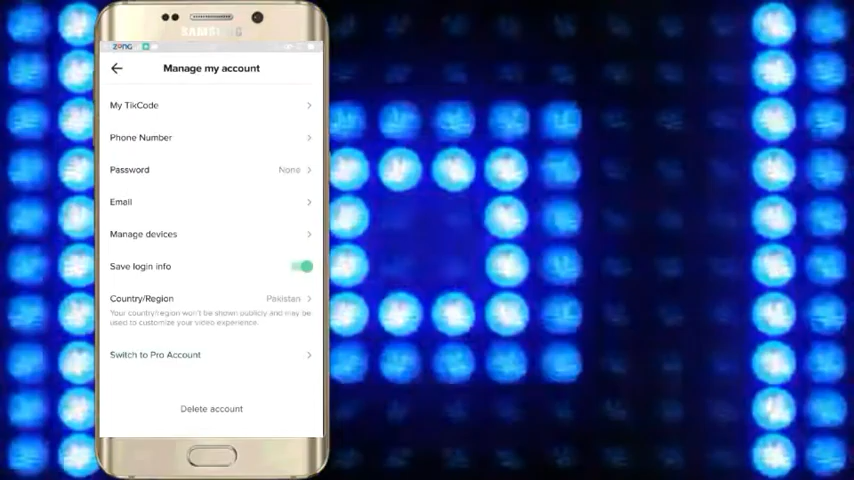 SAMSUNG
ZONG
Manage my account
My TikCode
Phone Number
Password None
Email
Manage devices
Save login info
Country/Region Pakistan
Your country/region won't be shown publicly and may be
used to customize your video experience.
Switch to Pro Account
Delete account